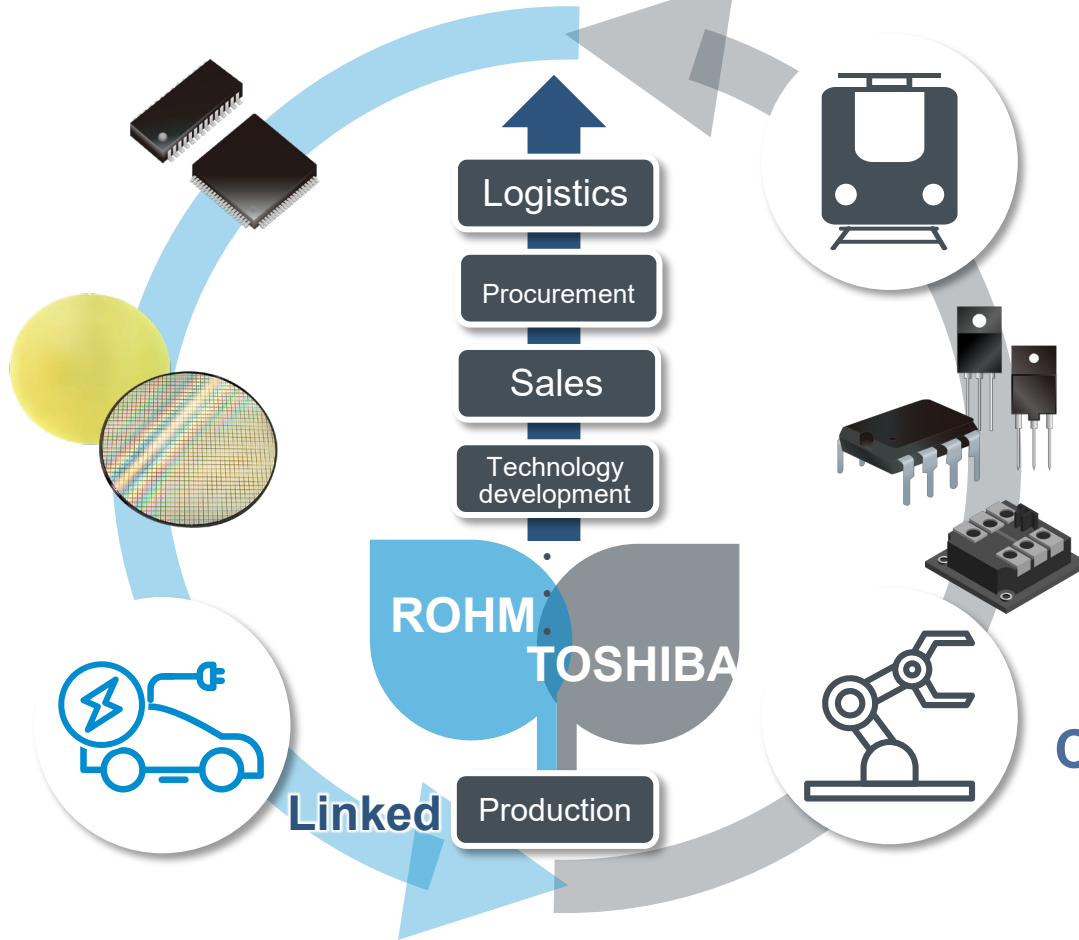 Logistics
Procurement
Sales
Technology
development
ROHM
TOSHIBA
Linked
Production